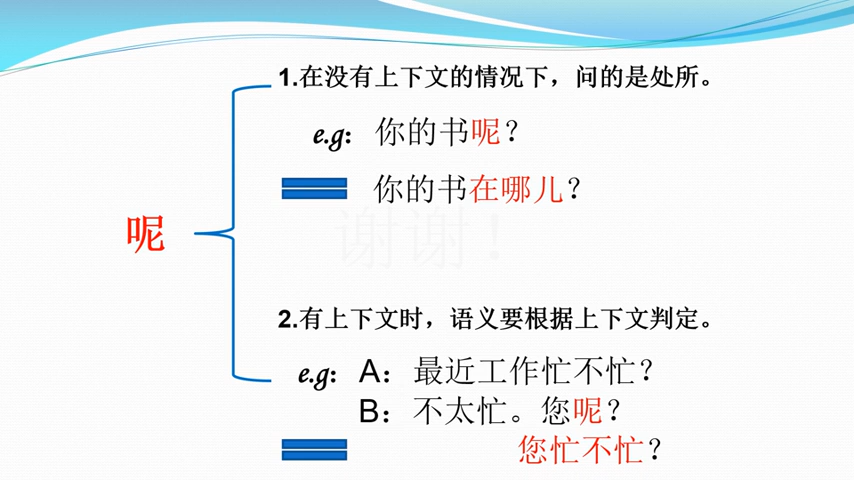 1.在没有上下文的情况下，问的是处所。
e.g：你的书呢？
你的书在哪儿？
呢
谢谢！
2.有上下文时，语义要根据上下文判定。
e.g：A：最近工作忙不忙？
B：不太忙。您呢？
您忙不忙？